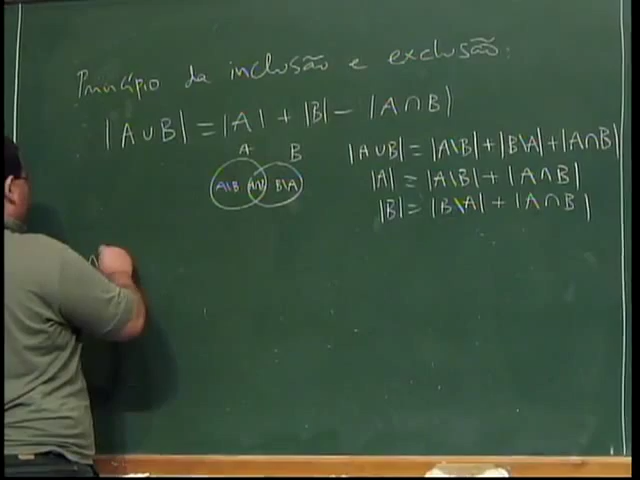 Princípio da inclusão e exclusão:
|A∪B| = |A| + |B| − |A∩B|
A B
A\B A∩B B\A
|A∪B| = |A\B| + |B\A| + |A∩B|
|A| = |A\B| + |A∩B|
|B| = |B\A| + |A∩B|